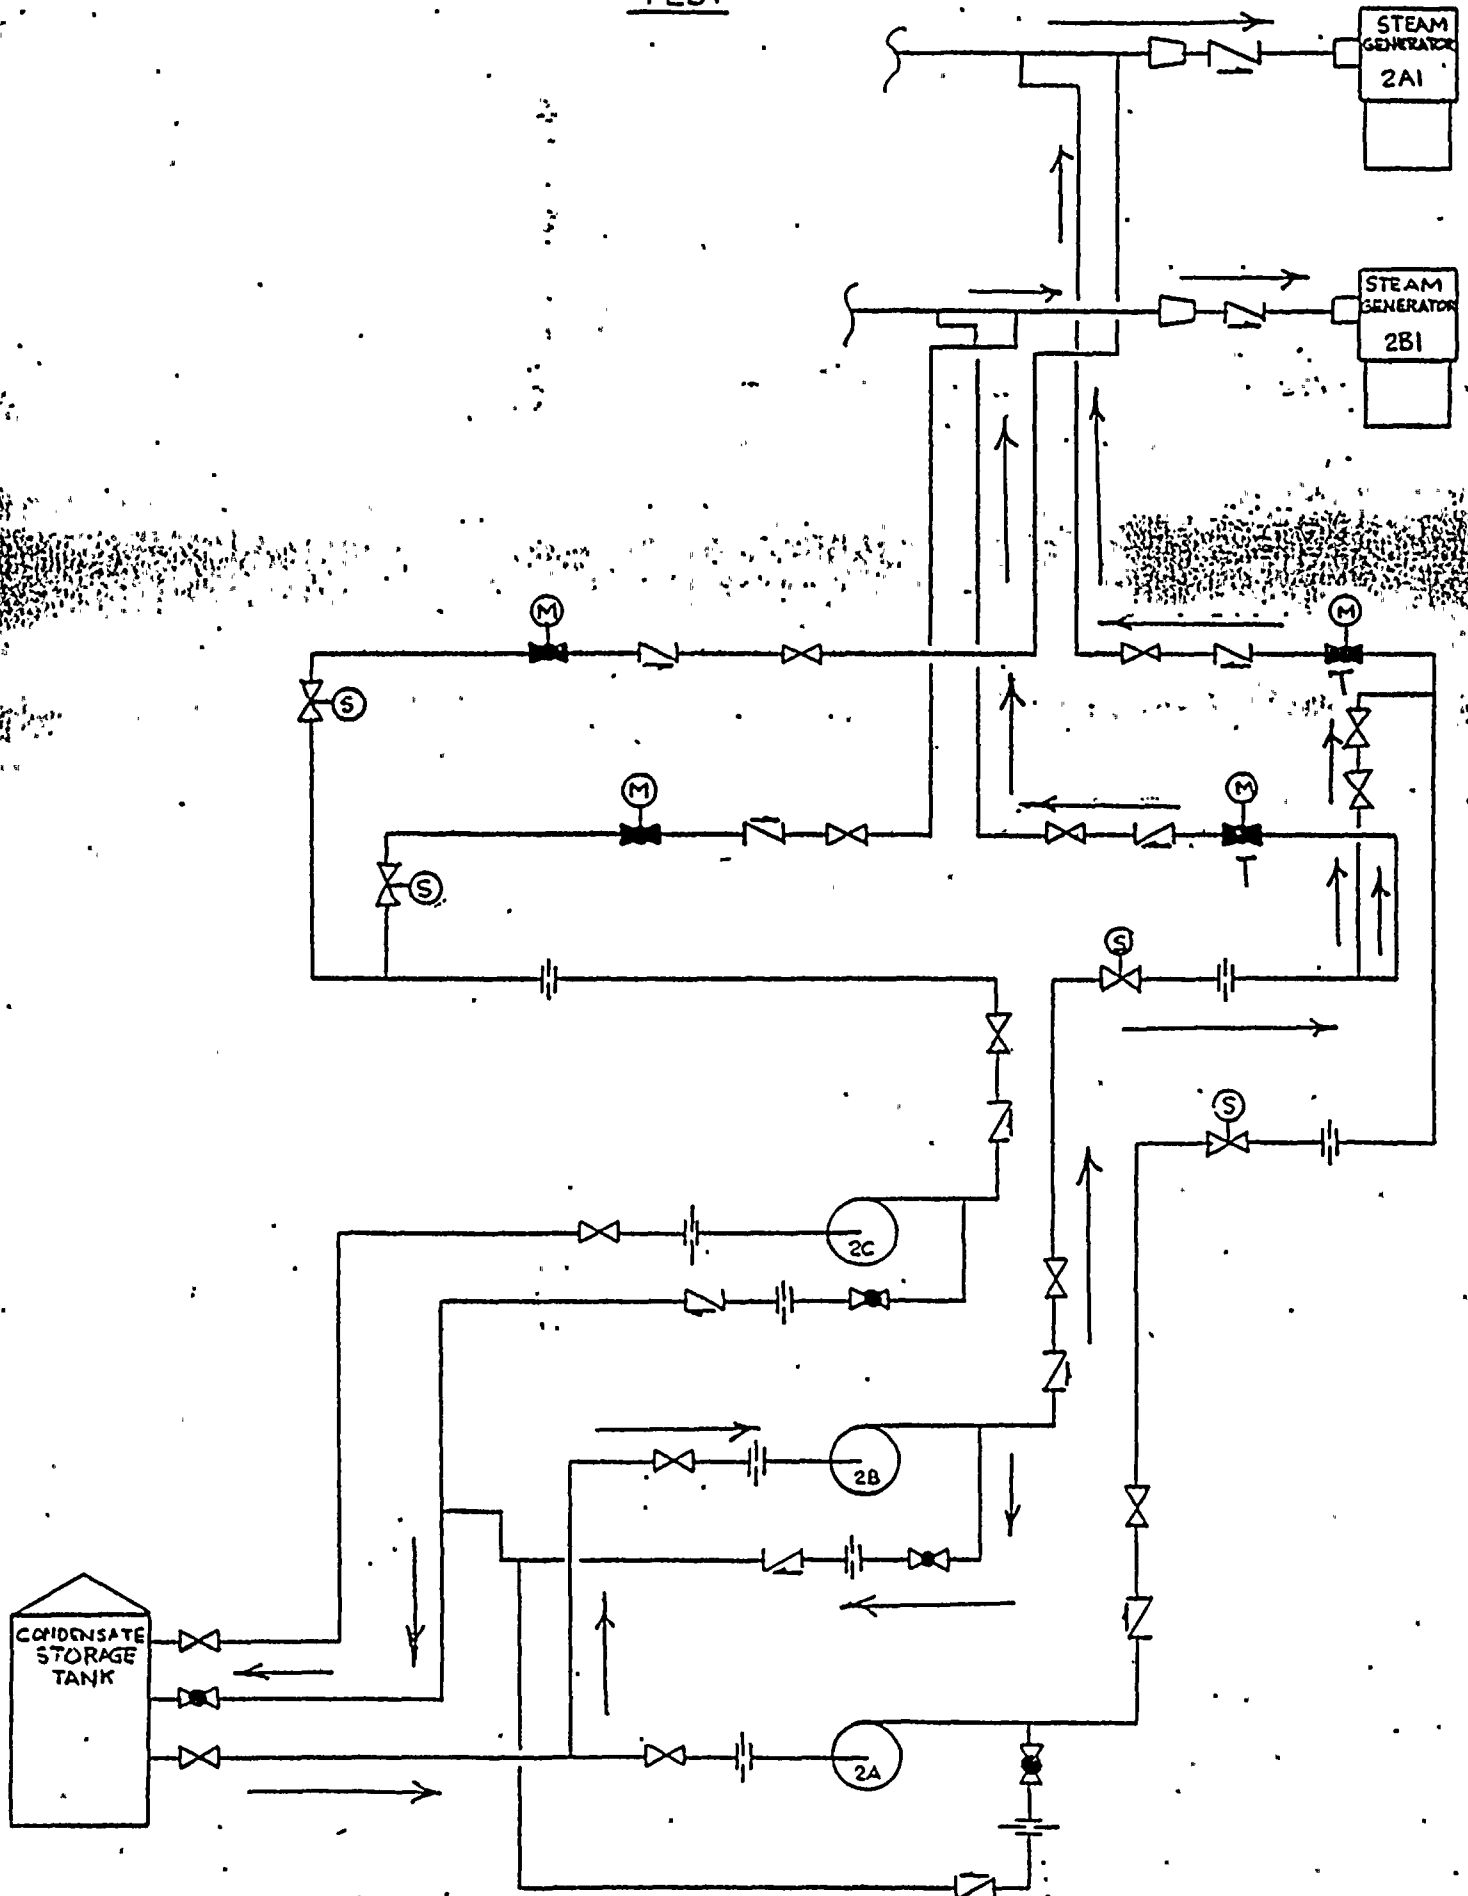 TEST
STEAM
GENERATOR
2A1
STEAM
GENERATOR
2B1
M
M
T
S
M
M
T
S
S
S
2C
2B
CONDENSATE
STORAGE
TANK
2A